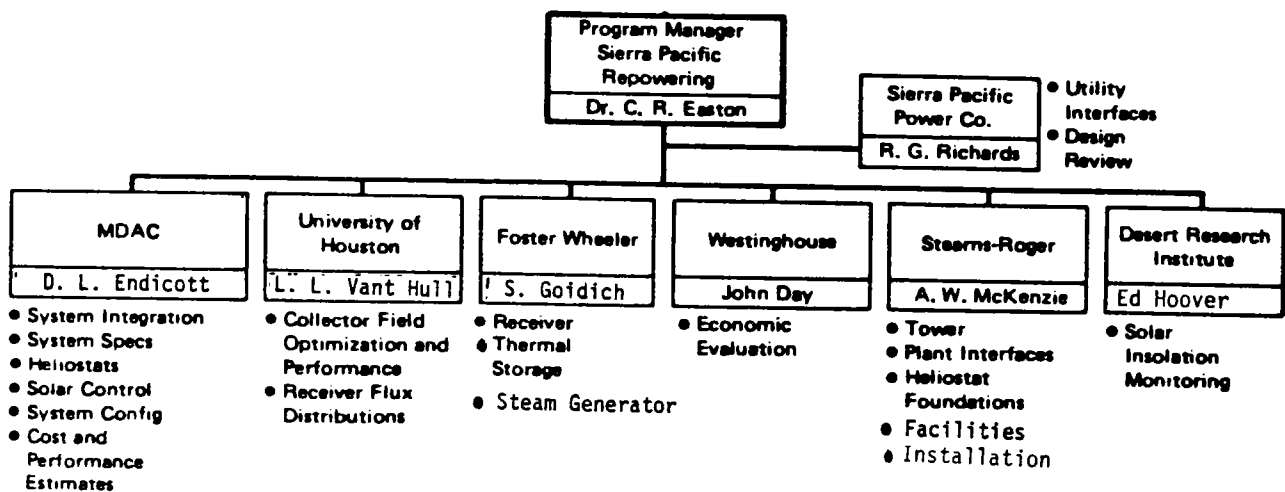 Program Manager
Sierra Pacific
Repowering
Dr. C. R. Easton
Sierra Pacific
Power Co.
R. G. Richards
• Utility
Interfaces
• Design
Review
MDAC
D. L. Endicott
• System Integration
• System Specs
• Heliostats
• Solar Control
• System Config
• Cost and
Performance
Estimates
University of
Houston
L. L. Vant Hull
• Collector Field
Optimization and
Performance
• Receiver Flux
Distributions
Foster Wheeler
S. Goidich
• Receiver
• Thermal
Storage
• Steam Generator
Westinghouse
John Day
• Economic
Evaluation
Stearns-Roger
A. W. McKenzie
• Tower
• Plant Interfaces
• Heliostat
Foundations
• Facilities
• Installation
Desert Research
Institute
Ed Hoover
• Solar
Insolation
Monitoring